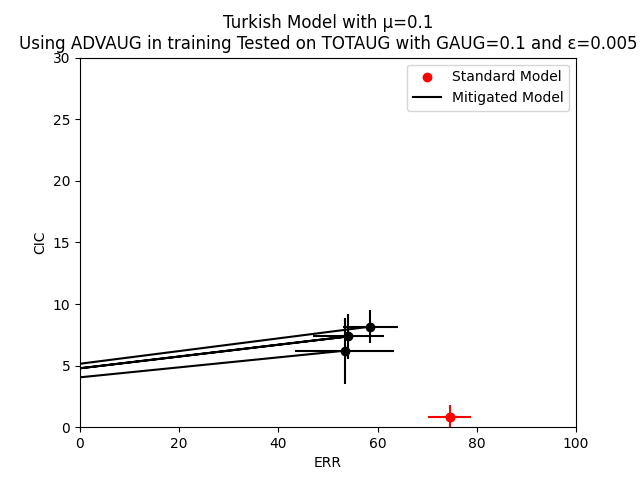 Turkish Model with μ=0.1
Using ADVAUG in training Tested on TOTAUG with GAUG=0.1 and ε=0.005
Standard Model
Mitigated Model
30
25
20
15
10
5
0
CIC
0 20 40 60 80 100
ERR